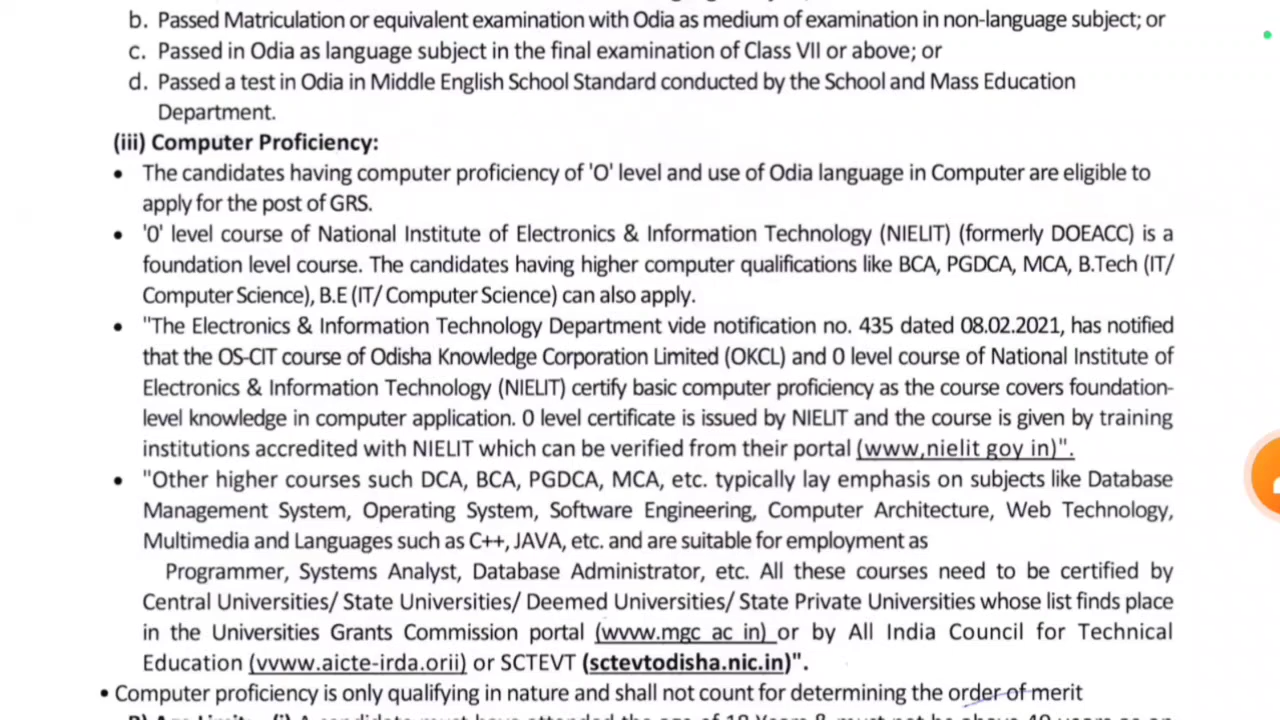 b. Passed Matriculation or equivalent examination with Odia as medium of examination in non-language subject; or
c. Passed in Odia as language subject in the final examination of Class VII or above; or
d. Passed a test in Odia in Middle English School Standard conducted by the School and Mass Education
Department.
(iii) Computer Proficiency:
• The candidates having computer proficiency of 'O' level and use of Odia language in Computer are eligible to
apply for the post of GRS.
• '0' level course of National Institute of Electronics & Information Technology (NIELIT) (formerly DOEACC) is a
foundation level course. The candidates having higher computer qualifications like BCA, PGDCA, MCA, B.Tech (IT/
Computer Science), B.E (IT/ Computer Science) can also apply.
• "The Electronics & Information Technology Department vide notification no. 435 dated 08.02.2021, has notified
that the OS-CIT course of Odisha Knowledge Corporation Limited (OKCL) and 0 level course of National Institute of
Electronics & Information Technology (NIELIT) certify basic computer proficiency as the course covers foundation-
level knowledge in computer application. 0 level certificate is issued by NIELIT and the course is given by training
institutions accredited with NIELIT which can be verified from their portal (www,nielit goy in)".
• "Other higher courses such DCA, BCA, PGDCA, MCA, etc. typically lay emphasis on subjects like Database
Management System, Operating System, Software Engineering, Computer Architecture, Web Technology,
Multimedia and Languages such as C++, JAVA, etc. and are suitable for employment as
Programmer, Systems Analyst, Database Administrator, etc. All these courses need to be certified by
Central Universities/ State Universities/ Deemed Universities/ State Private Universities whose list finds place
in the Universities Grants Commission portal (wvw.mgc ac in) or by All India Council for Technical
Education (vvww.aicte-irda.orii) or SCTEVT (sctevtodisha.nic.in)".
• Computer proficiency is only qualifying in nature and shall not count for determining the order of merit